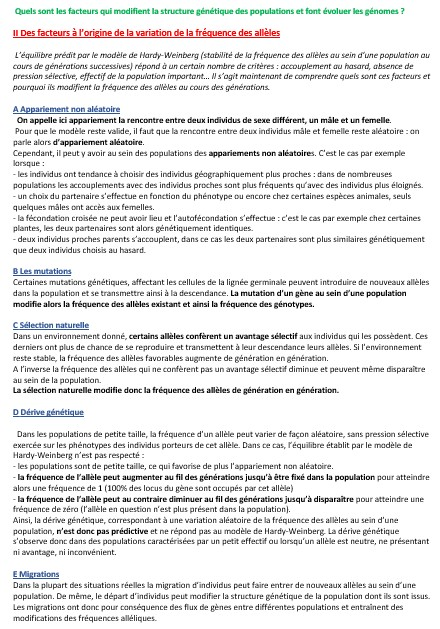 Quels sont les facteurs qui modifient la structure génétique des populations et font évoluer les génomes ?
II Des facteurs à l'origine de la variation de la fréquence des allèles
L'équilibre prédit par le modèle de Hardy-Weinberg (stabilité de la fréquence des allèles au sein d'une population au
cours de générations successives) répond à un certain nombre de critères : accouplement au hasard, absence de
pression sélective, effectif de la population important... Il s'agit maintenant de comprendre quels sont ces facteurs et
pourquoi ils modifient la fréquence des allèles au cours des générations.
A Appariement non aléatoire
On appelle ici appariement la rencontre entre deux individus de sexe différent, un mâle et un femelle.
Pour que le modèle reste valide, il faut que la rencontre entre deux individus mâle et femelle reste aléatoire : on
parle alors d'appariement aléatoire.
Cependant, il peut y avoir au sein des populations des appariements non aléatoires. C'est le cas par exemple
lorsque :
- les individus ont tendance à choisir des individus géographiquement plus proches : dans de nombreuses
populations les accouplements avec des individus proches sont plus fréquents qu'avec des individus plus éloignés.
- un choix du partenaire s'effectue en fonction du phénotype ou encore chez certaines espèces animales, seuls
quelques mâles ont accès aux femelles.
- la fécondation croisée ne peut avoir lieu et l'autofécondation s'effectue : c'est le cas par exemple chez certaines
plantes, les deux partenaires sont alors génétiquement identiques.
- deux individus proches parents s'accouplent, dans ce cas les deux partenaires sont plus similaires génétiquement
que deux individus choisis au hasard.
B Les mutations
Certaines mutations génétiques, affectant les cellules de la lignée germinale peuvent introduire de nouveaux allèles
dans la population et se transmettre ainsi à la descendance. La mutation d'un gène au sein d'une population
modifie alors la fréquence des allèles existant et ainsi la fréquence des génotypes.
C Sélection naturelle
Dans un environnement donné, certains allèles confèrent un avantage sélectif aux individus qui les possèdent. Ces
derniers ont plus de chance de se reproduire et transmettent à leur descendance leurs allèles. Si l'environnement
reste stable, la fréquence des allèles favorables augmente de génération en génération.
A l'inverse la fréquence d'allèles qui ne confèrent pas un avantage sélectif diminue et peuvent même disparaître
au sein de la population.
La sélection naturelle modifie donc la fréquence des allèles de génération en génération.
D Dérive génétique
Dans les populations de petite taille, la fréquence d'un allèle peut varier de façon aléatoire, sans pression sélective
exercée sur les phénotypes des individus porteurs de cet allèle. Dans ce cas, l'équilibre établit par le modèle de
Hardy-Weinberg n'est pas respecté :
- les populations sont de petite taille, ce qui favorise de plus l'appariement non aléatoire.
- la fréquence de l'allèle peut augmenter au fil des générations jusqu'à être fixé dans la population pour atteindre
alors une fréquence de 1 (100% des locus du gène sont occupés par cet allèle)
- la fréquence de l'allèle peut au contraire diminuer au fil des générations jusqu'à disparaître pour atteindre une
fréquence de zéro (l'allèle en question n'est plus présent dans la population).
Ainsi, la dérive génétique, correspondant à une variation aléatoire de la fréquence des allèles au sein d'une
population, n'est donc pas prédictive et ne répond pas au modèle de Hardy-Weinberg. La dérive génétique
s'observe donc dans des populations caractérisées par un petit effectif ou lorsqu'un allèle est neutre, ne présentant
ni avantage, ni inconvénient.
E Migrations
Dans la plupart des situations réelles la migration d'individus peut faire entrer de nouveaux allèles au sein d'une
population. De même, le départ d'individus peut modifier la structure génétique de la population dont ils sont issus.
Les migrations ont donc pour conséquence des flux de gènes entre différentes populations et entraînent des
modifications des fréquences alléliques.